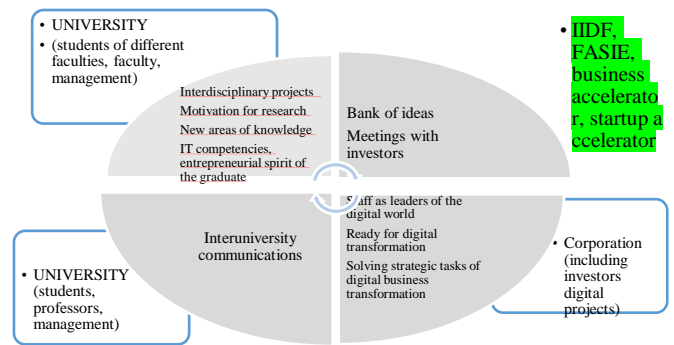 • UNIVERSITY
• (students of different
faculties, faculty,
management)
Interdisciplinary projects
Motivation for research
New areas of knowledge
IT competencies,
entrepreneurial spirit of
the graduate
Bank of ideas
Meetings with
investors
• IIDF,
FASIE,
business
accelerato
r, startup a
ccelerator
Interuniversity
communications
Staff as leaders of the
digital world
Ready for digital
transformation
Solving strategic tasks of
digital business
transformation
• UNIVERSITY
(students,
professors,
management)
• Corporation
(including
investors
digital
projects)